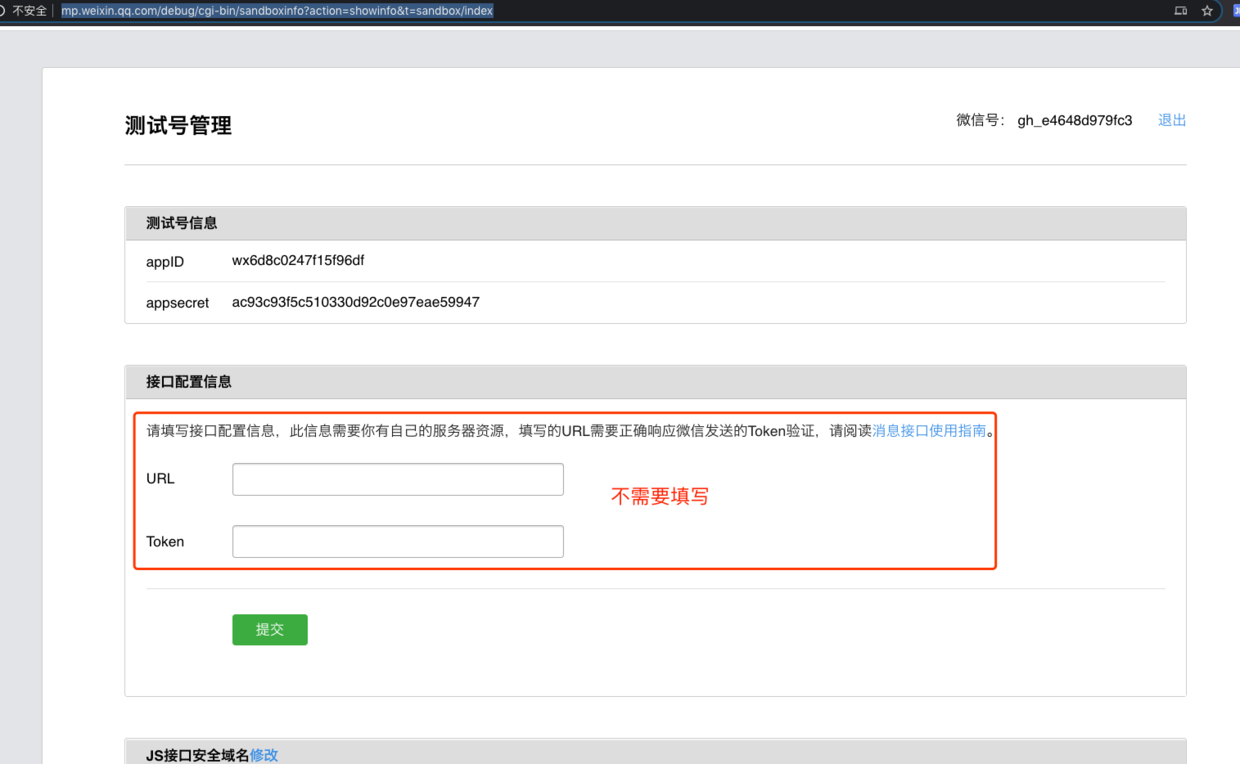 不安全 mp.weixin.qq.com/debug/cgi-bin/sandboxinfo?action=showinfo&t=sandbox/index
测试号管理
微信号： gh_e4648d979fc3 退出
测试号信息
appID wx6d8c0247f15f96df
appsecret ac93c93f5c510330d92c0e97eae59947
接口配置信息
请填写接口配置信息，此信息需要你有自己的服务器资源，填写的URL需要正确响应微信发送的Token验证，请阅读消息接口使用指南。
URL
不需要填写
Token
提交
JS接口安全域名修改